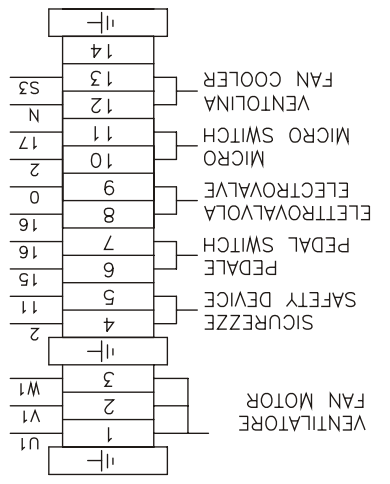 VENTILATORE
FAN MOTOR
1 U1
2 V1
3 W1
SICUREZZE
SAFETY DEVICE
4 2
5 11
PEDALE
PEDAL SWITCH
6 15
7 16
ELETTROVALVOLA
ELECTROVALVE
8 16
9 0
MICRO
MICRO SWITCH
10 2
11 17
VENTOLINA
FAN COOLER
12 N
13 S3
14